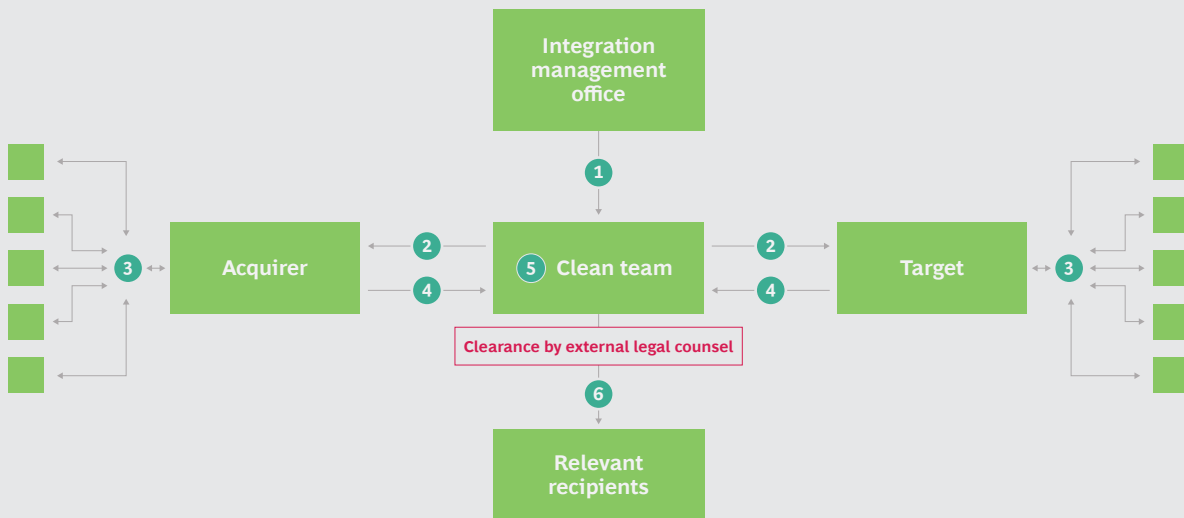 Integration
management
office
1
2
2
3
Acquirer
5 Clean team
Target
3
4
4
Clearance by external legal counsel
6
Relevant
recipients